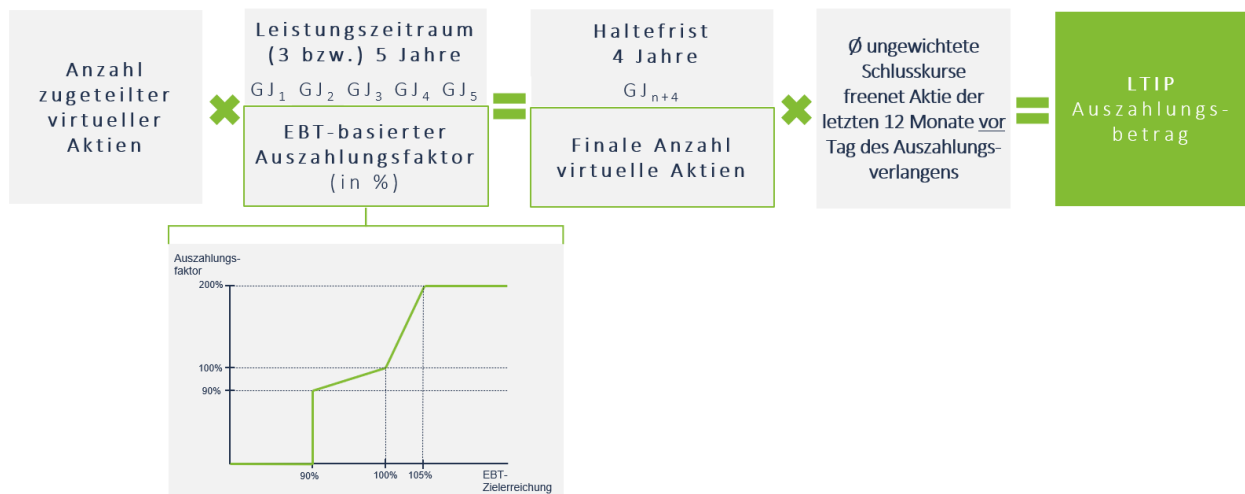 Anzahl
zugeteilter
virtueller
Aktien
Leistungszeitraum
(3 bzw.) 5 Jahre
GJ1 GJ2 GJ3 GJ4 GJ5
EBT-basierter
Auszahlungsfaktor
(in %)
Haltefrist
4 Jahre
GJn+4
Finale Anzahl
virtuelle Aktien
Ø ungewichtete
Schlusskurse
freenet Aktie der
letzten 12 Monate vor
Tag des Auszahlungs-
verlangens
LTIP
Auszahlungs-
betrag
Auszahlungs-
faktor
200%
100%
90%
90% 100% 105%
EBT-
Zielerreichung